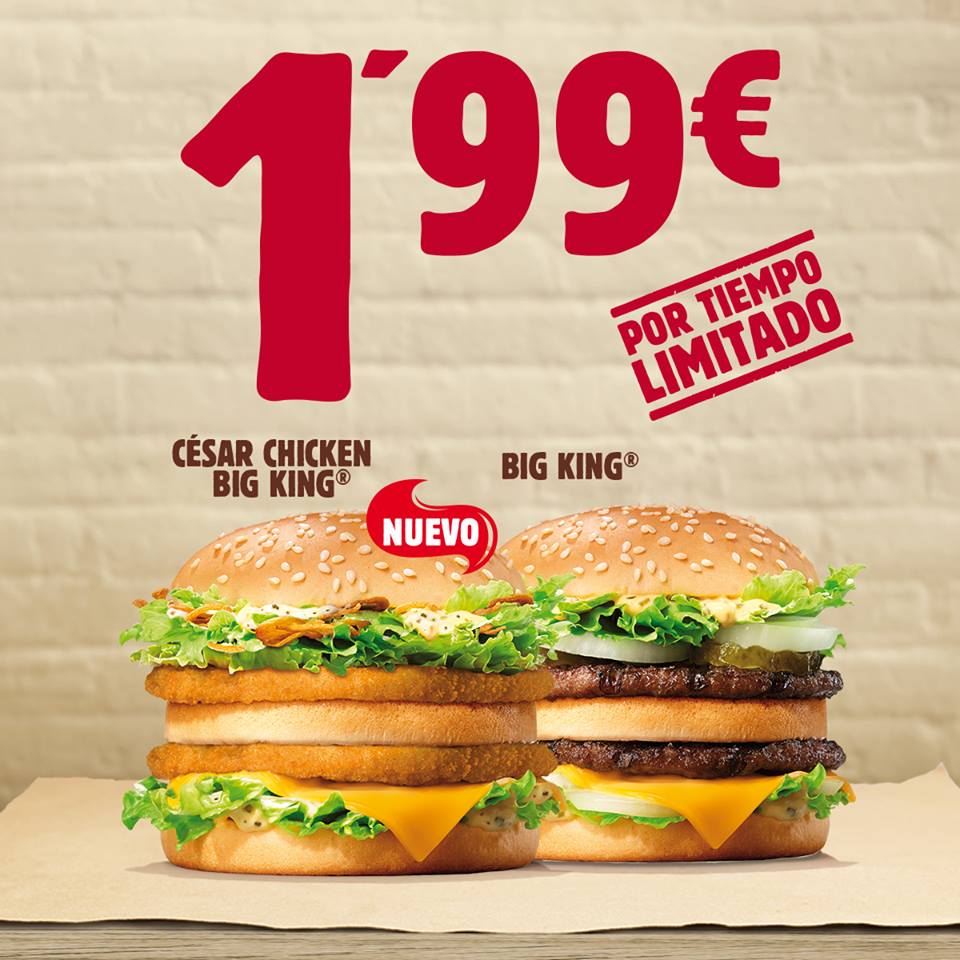 1´99€
POR TIEMPO
LIMITADO
CÉSAR CHICKEN
BIG KING®
BIG KING®
NUEVO